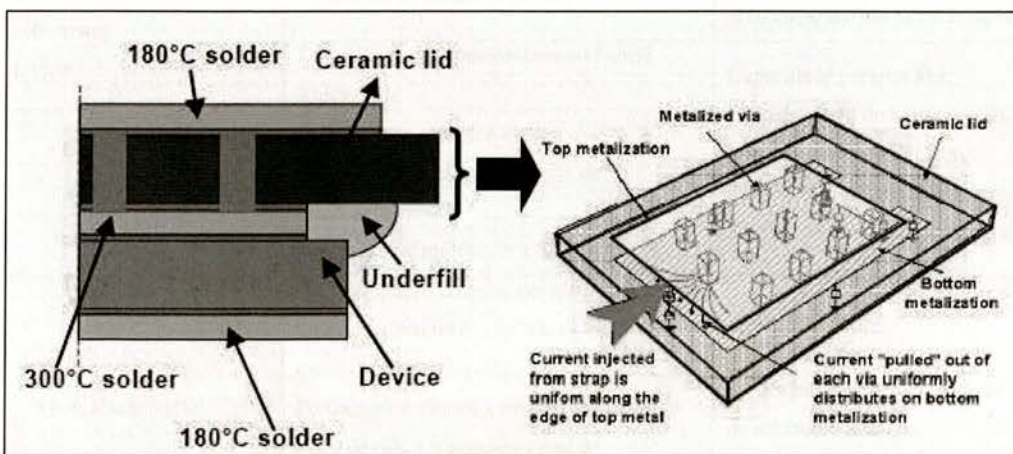 180°C solder
Ceramic lid
Underfill
300°C solder
Device
180°C solder
Metalized via
Top metalization
Ceramic lid
Bottom
metalization
Current injected
from strap is
unifom along the
edge of top metal
Current "pulled" out of
each via uniformly
distributes on bottom
metalization